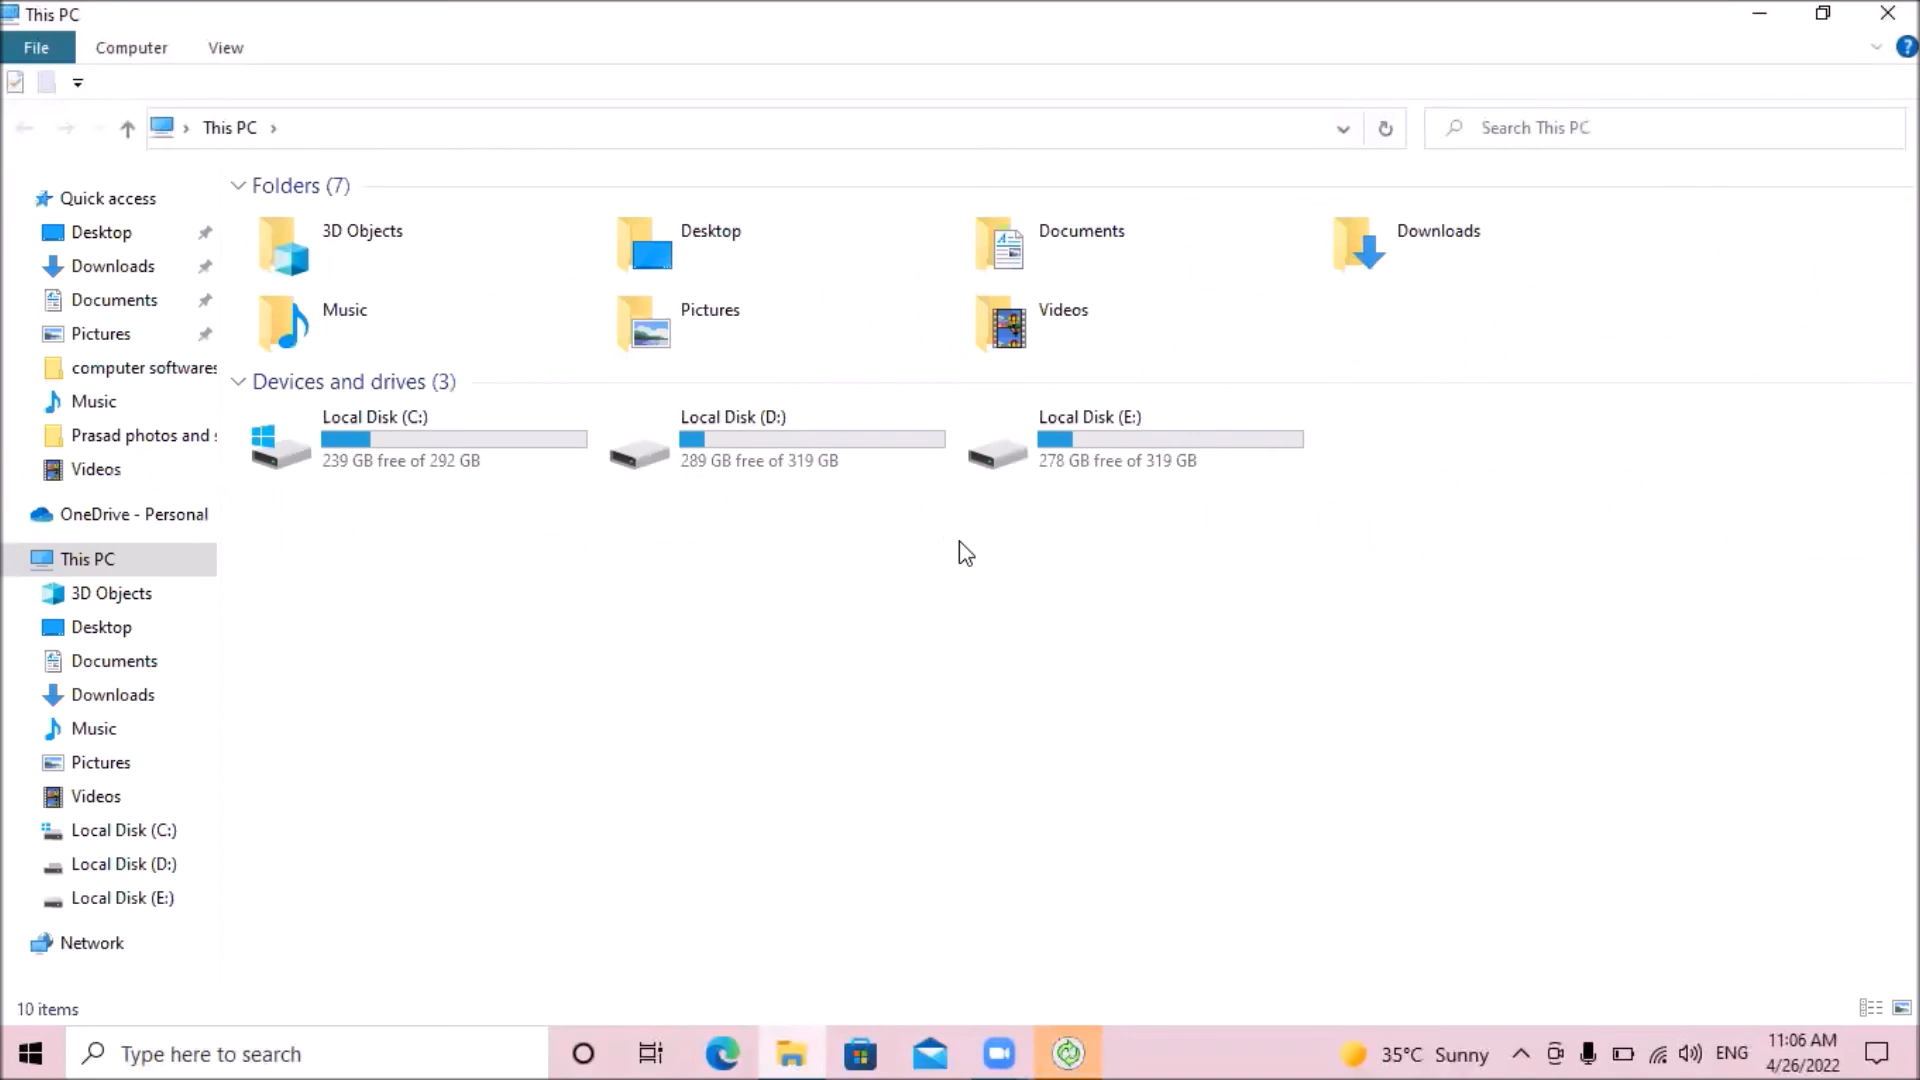 This PC
File
Computer
View
This PC
Search This PC
Quick access
Desktop
Downloads
Documents
Pictures
computer softwares
Music
Prasad photos and
Videos
OneDrive - Personal
This PC
3D Objects
Desktop
Documents
Downloads
Music
Pictures
Videos
Local Disk (C:)
Local Disk (D:)
Local Disk (E:)
Network
Folders (7)
3D Objects
Desktop
Documents
Downloads
Music
Pictures
Videos
Devices and drives (3)
Local Disk (C:)
239 GB free of 292 GB
Local Disk (D:)
289 GB free of 319 GB
Local Disk (E:)
278 GB free of 319 GB
10 items
Type here to search
35°C Sunny
ENG
11:06 AM
4/26/2022